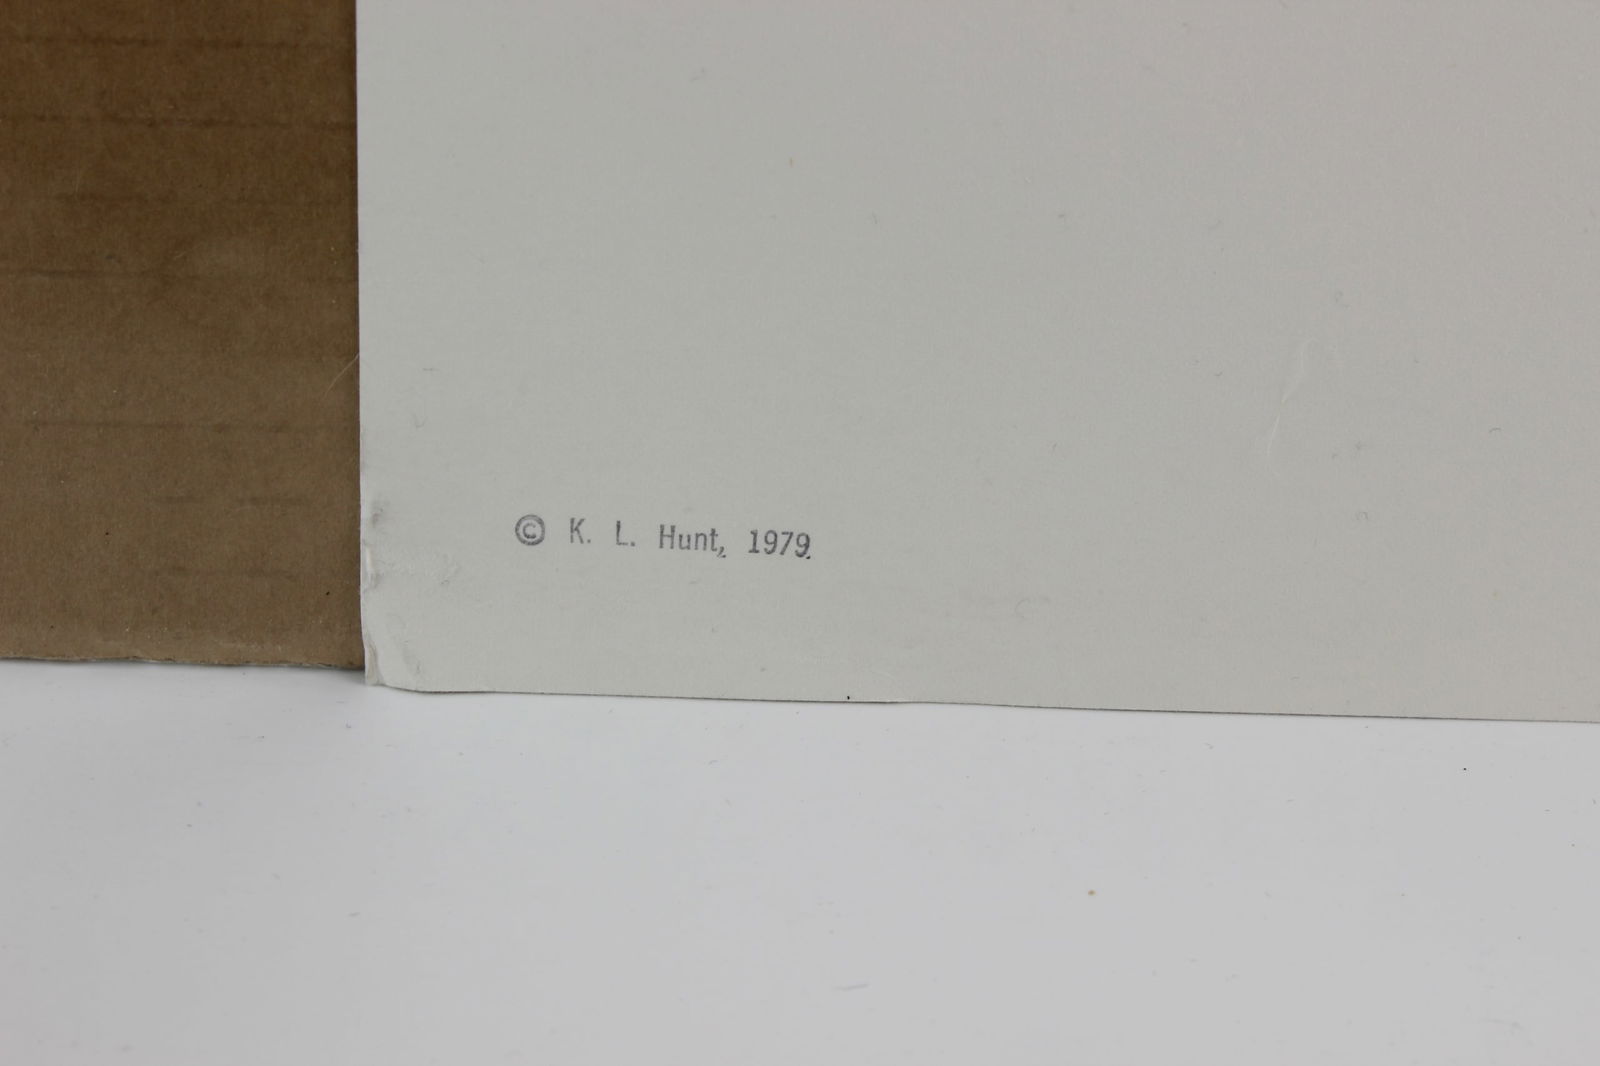 © K. L. Hunt, 1979.